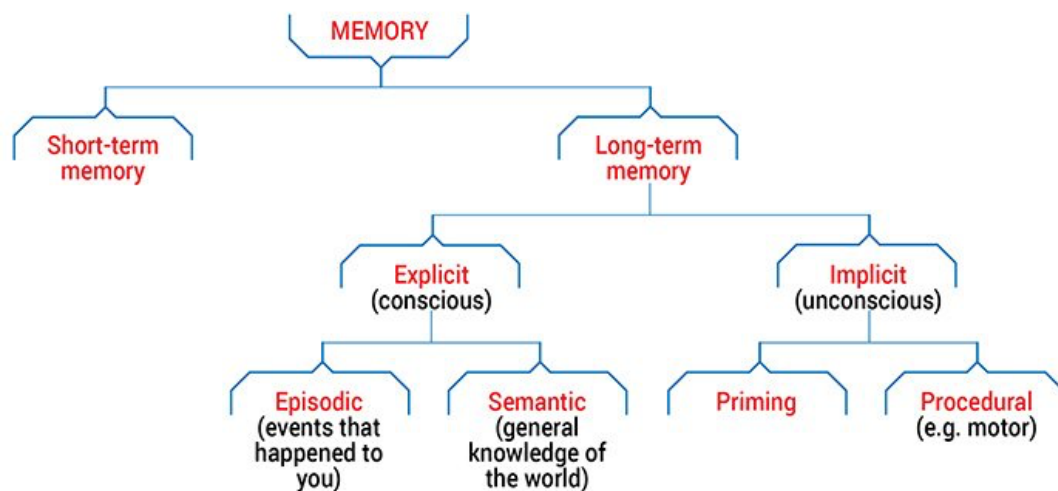 MEMORY
Short-term
memory
Long-term
memory
Explicit
(conscious)
Implicit
(unconscious)
Episodic
(events that
happened to
you)
Semantic
(general
knowledge of
the world)
Priming
Procedural
(e.g. motor)